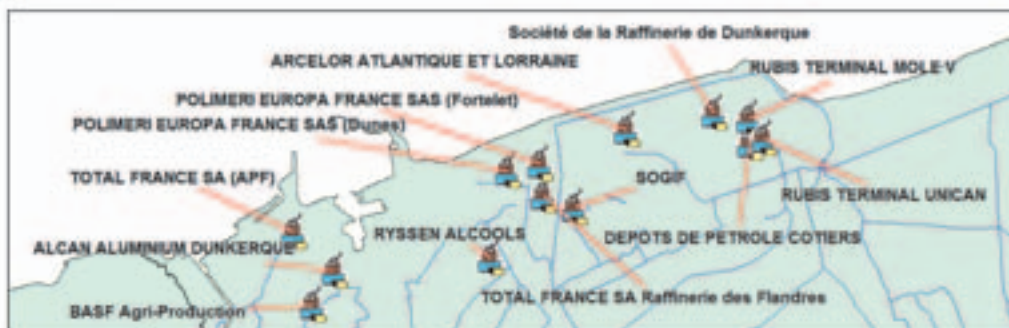 Société de la Raffinerie de Dunkerque
ARCELOR ATLANTIQUE ET LORRAINE
RUBIS TERMINAL MOLE V
POLIMERI EUROPA FRANCE SAS (Fortelet)
POLIMERI EUROPA FRANCE SAS (Dunes)
TOTAL FRANCE SA (APF)
SOGIF
RUBIS TERMINAL UNICAN
RYSSEN ALCOOLS
DEPOTS DE PETROLE COTIERS
ALCAN ALUMINIUM DUNKERQUE
TOTAL FRANCE SA Raffinerie des Flandres
BASF Agri-Production